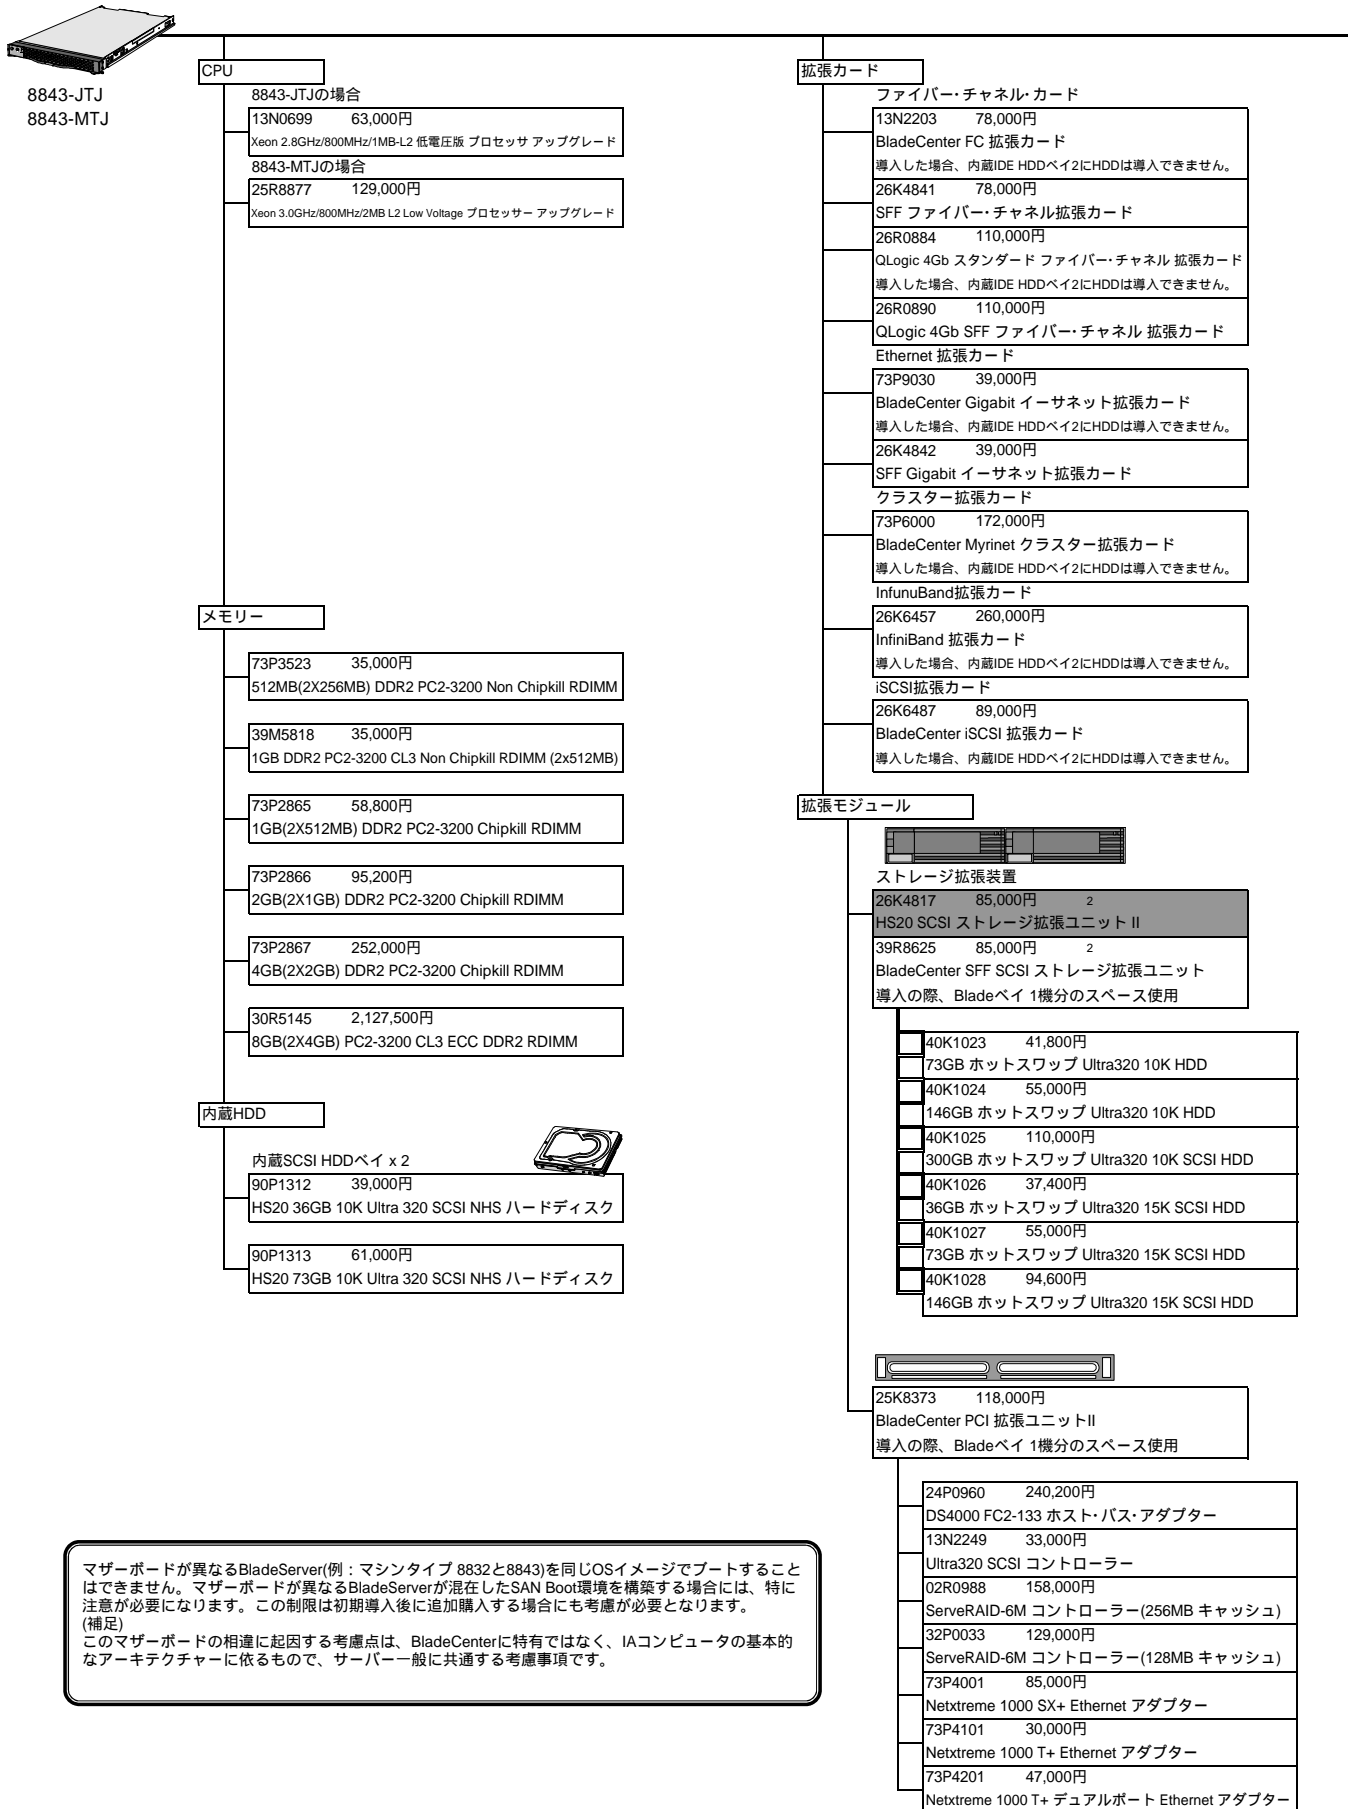 8843-JTJ
8843-MTJ
CPU
8843-JTJの場合
13N0699 63,000円
Xeon 2.8GHz/800MHz/1MB-L2 低電圧版 プロセッサ アップグレード
8843-MTJの場合
25R8877 129,000円
Xeon 3.0GHz/800MHz/2MB L2 Low Voltage プロセッサー アップグレード
メモリー
73P3523 35,000円
512MB(2X256MB) DDR2 PC2-3200 Non Chipkill RDIMM
39M5818 35,000円
1GB DDR2 PC2-3200 CL3 Non Chipkill RDIMM (2x512MB)
73P2865 58,800円
1GB(2X512MB) DDR2 PC2-3200 Chipkill RDIMM
73P2866 95,200円
2GB(2X1GB) DDR2 PC2-3200 Chipkill RDIMM
73P2867 252,000円
4GB(2X2GB) DDR2 PC2-3200 Chipkill RDIMM
30R5145 2,127,500円
8GB(2X4GB) PC2-3200 CL3 ECC DDR2 RDIMM
内蔵HDD
内蔵SCSI HDDベイ x 2
90P1312 39,000円
HS20 36GB 10K Ultra 320 SCSI NHS ハードディスク
90P1313 61,000円
HS20 73GB 10K Ultra 320 SCSI NHS ハードディスク
マザーボードが異なるBladeServer(例：マシンタイプ 8832と8843)を同じOSイメージでブートすること
はできません。マザーボードが異なるBladeServerが混在したSAN Boot環境を構築する場合には、特に
注意が必要になります。この制限は初期導入後に追加購入する場合にも考慮が必要となります。
(補足)
このマザーボードの相違に起因する考慮点は、BladeCenterに特有ではなく、IAコンピュータの基本的
なアーキテクチャーに依るもので、サーバー一般に共通する考慮事項です。
拡張カード
ファイバー・チャネル・カード
13N2203 78,000円
BladeCenter FC 拡張カード
導入した場合、内蔵IDE HDDベイ2にHDDは導入できません。
26K4841 78,000円
SFF ファイバー・チャネル拡張カード
26R0884 110,000円
QLogic 4Gb スタンダード ファイバー・チャネル 拡張カード
導入した場合、内蔵IDE HDDベイ2にHDDは導入できません。
26R0890 110,000円
QLogic 4Gb SFF ファイバー・チャネル 拡張カード
Ethernet 拡張カード
73P9030 39,000円
BladeCenter Gigabit イーサネット拡張カード
導入した場合、内蔵IDE HDDベイ2にHDDは導入できません。
26K4842 39,000円
SFF Gigabit イーサネット拡張カード
クラスター拡張カード
73P6000 172,000円
BladeCenter Myrinet クラスター拡張カード
導入した場合、内蔵IDE HDDベイ2にHDDは導入できません。
InfunuBand拡張カード
26K6457 260,000円
InfiniBand 拡張カード
導入した場合、内蔵IDE HDDベイ2にHDDは導入できません。
iSCSI拡張カード
26K6487 89,000円
BladeCenter iSCSI 拡張カード
導入した場合、内蔵IDE HDDベイ2にHDDは導入できません。
拡張モジュール
ストレージ拡張装置
26K4817 85,000円 2
HS20 SCSI ストレージ拡張ユニット II
39R8625 85,000円 2
BladeCenter SFF SCSI ストレージ拡張ユニット
導入の際、Bladeベイ 1機分のスペース使用
40K1023 41,800円
73GB ホットスワップ Ultra320 10K HDD
40K1024 55,000円
146GB ホットスワップ Ultra320 10K HDD
40K1025 110,000円
300GB ホットスワップ Ultra320 10K SCSI HDD
40K1026 37,400円
36GB ホットスワップ Ultra320 15K SCSI HDD
40K1027 55,000円
73GB ホットスワップ Ultra320 15K SCSI HDD
40K1028 94,600円
146GB ホットスワップ Ultra320 15K SCSI HDD
25K8373 118,000円
BladeCenter PCI 拡張ユニットII
導入の際、Bladeベイ 1機分のスペース使用
24P0960 240,200円
DS4000 FC2-133 ホスト・バス・アダプター
13N2249 33,000円
Ultra320 SCSI コントローラー
02R0988 158,000円
ServeRAID-6M コントローラー(256MB キャッシュ)
32P0033 129,000円
ServeRAID-6M コントローラー(128MB キャッシュ)
73P4001 85,000円
Netxtreme 1000 SX+ Ethernet アダプター
73P4101 30,000円
Netxtreme 1000 T+ Ethernet アダプター
73P4201 47,000円
Netxtreme 1000 T+ デュアルポート Ethernet アダプター